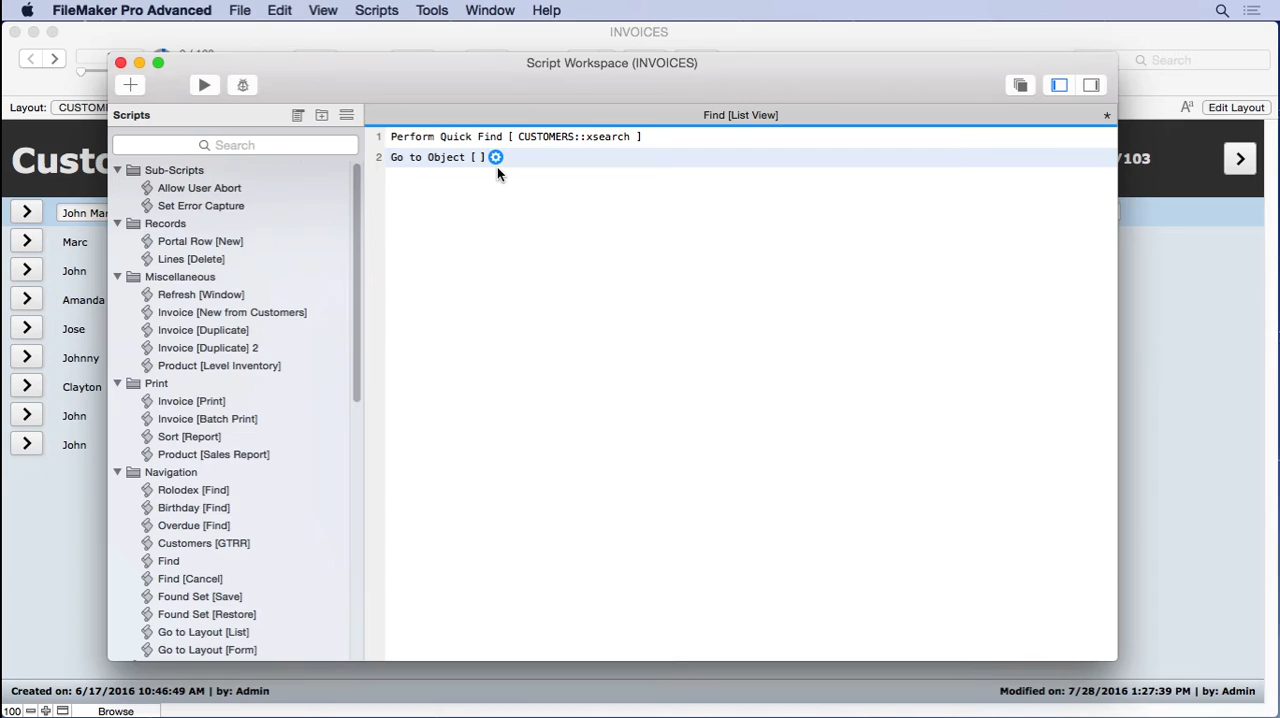 FileMaker Pro Advanced File Edit View Scripts Tools Window Help
INVOICES
Search
Script Workspace (INVOICES)
Layout: CUSTOM
Edit Layout
Scripts
Find [List View]
*
Search
1 Perform Quick Find [ CUSTOMERS::xsearch ]
2 Go to Object [ ]
Custo
/103
Sub-Scripts
Allow User Abort
Set Error Capture
Records
Portal Row [New]
Lines [Delete]
Miscellaneous
Refresh [Window]
Invoice [New from Customers]
Invoice [Duplicate]
Invoice [Duplicate] 2
Product [Level Inventory]
Print
Invoice [Print]
Invoice [Batch Print]
Sort [Report]
Product [Sales Report]
Navigation
Rolodex [Find]
Birthday [Find]
Overdue [Find]
Customers [GTRR]
Find
Find [Cancel]
Found Set [Save]
Found Set [Restore]
Go to Layout [List]
Go to Layout [Form]
John Mar
Marc
John
Amanda
Jose
Johnny
Clayton
John
John
Created on: 6/17/2016 10:46:49 AM | by: Admin
Modified on: 7/28/2016 1:27:39 PM | by: Admin
100
Browse